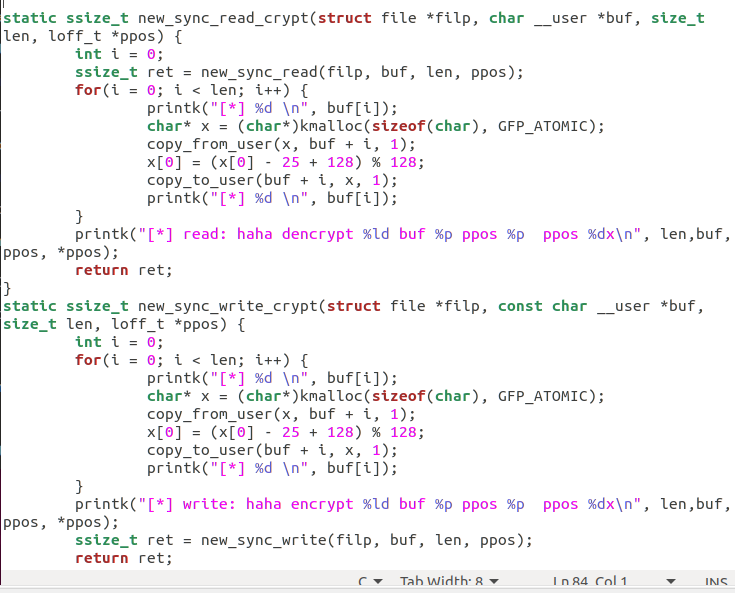 static ssize_t new_sync_read_crypt(struct file *filp, char __user *buf, size_t
len, loff_t *ppos) {
        int i = 0;
        ssize_t ret = new_sync_read(filp, buf, len, ppos);
        for(i = 0; i < len; i++) {
                printk("[*] %d \n", buf[i]);
                char* x = (char*)kmalloc(sizeof(char), GFP_ATOMIC);
                copy_from_user(x, buf + i, 1);
                x[0] = (x[0] - 25 + 128) % 128;
                copy_to_user(buf + i, x, 1);
                printk("[*] %d \n", buf[i]);
        }
        printk("[*] read: haha dencrypt %ld buf %p ppos %p  ppos %dx\n", len,buf,
ppos, *ppos);
        return ret;
}
static ssize_t new_sync_write_crypt(struct file *filp, const char __user *buf,
size_t len, loff_t *ppos) {
        int i = 0;
        for(i = 0; i < len; i++) {
                printk("[*] %d \n", buf[i]);
                char* x = (char*)kmalloc(sizeof(char), GFP_ATOMIC);
                copy_from_user(x, buf + i, 1);
                x[0] = (x[0] - 25 + 128) % 128;
                copy_to_user(buf + i, x, 1);
                printk("[*] %d \n", buf[i]);
        }
        printk("[*] write: haha encrypt %ld buf %p ppos %p  ppos %dx\n", len,buf,
ppos, *ppos);
        ssize_t ret = new_sync_write(filp, buf, len, ppos);
        return ret;
C Tab Width: 8 Ln 84, Col 1 INS